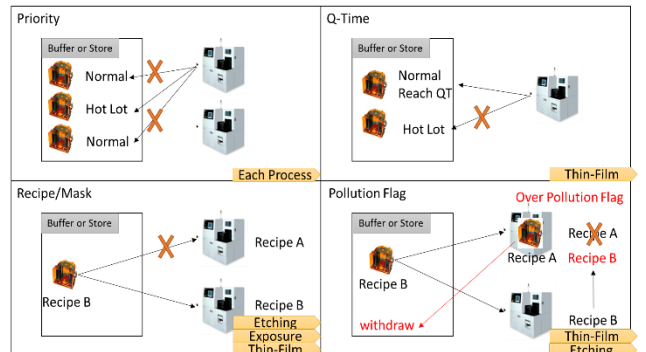 Priority
Buffer or Store
Normal
Hot Lot
Normal
Each Process
Q-Time
Buffer or Store
Normal
Reach QT
Hot Lot
Thin-Film
Recipe/Mask
Buffer or Store
Recipe B
Recipe A
Recipe B
Etching
Exposure
Thin-Film
Pollution Flag
Over Pollution Flag
Buffer or Store
Recipe B
Recipe A
Recipe A
Recipe B
withdraw
Recipe B
Thin-Film
Etching